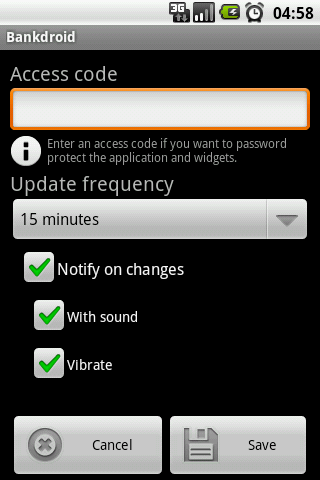 3G 04:58
Bankdroid
Access code
Enter an access code if you want to password
protect the application and widgets.
Update frequency
15 minutes
Notify on changes
With sound
Vibrate
Cancel Save